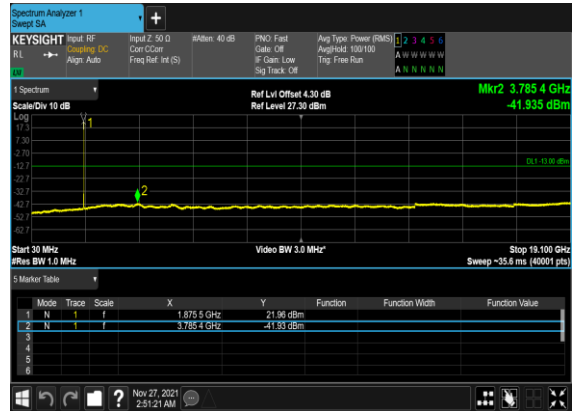 Spectrum Analyzer 1
Swept SA
+
KEYSIGHT Input: RF Input Z: 50 Ω #Atten: 40 dB PNO: Fast Avg Type: Power (RMS) 1 2 3 4 5 6
RL Coupling: DC Corr CCorr Gate: Off Avg|Hold: 100/100 A W W W W W
Align: Auto Freq Ref: Int (S) IF Gain: Low Trig: Free Run A N N N N N
Sig Track: Off
1 Spectrum Ref Lvl Offset 4.30 dB Mkr2 3.785 4 GHz
Scale/Div 10 dB Ref Level 27.30 dBm -41.935 dBm
Log
17.3 1
7.30
-2.70
-12.7 DL1 -13.00 dBm
-22.7
-32.7 2
-42.7
-52.7
-62.7
Start 30 MHz Video BW 3.0 MHz* Stop 19.100 GHz
#Res BW 1.0 MHz Sweep ~35.6 ms (40001 pts)
5 Marker Table
Mode Trace Scale X Y Function Function Width Function Value
1 N 1 f 1.875 5 GHz 21.96 dBm
2 N 1 f 3.785 4 GHz -41.93 dBm
3
4
5
6
? Nov 27, 2021
2:51:21 AM